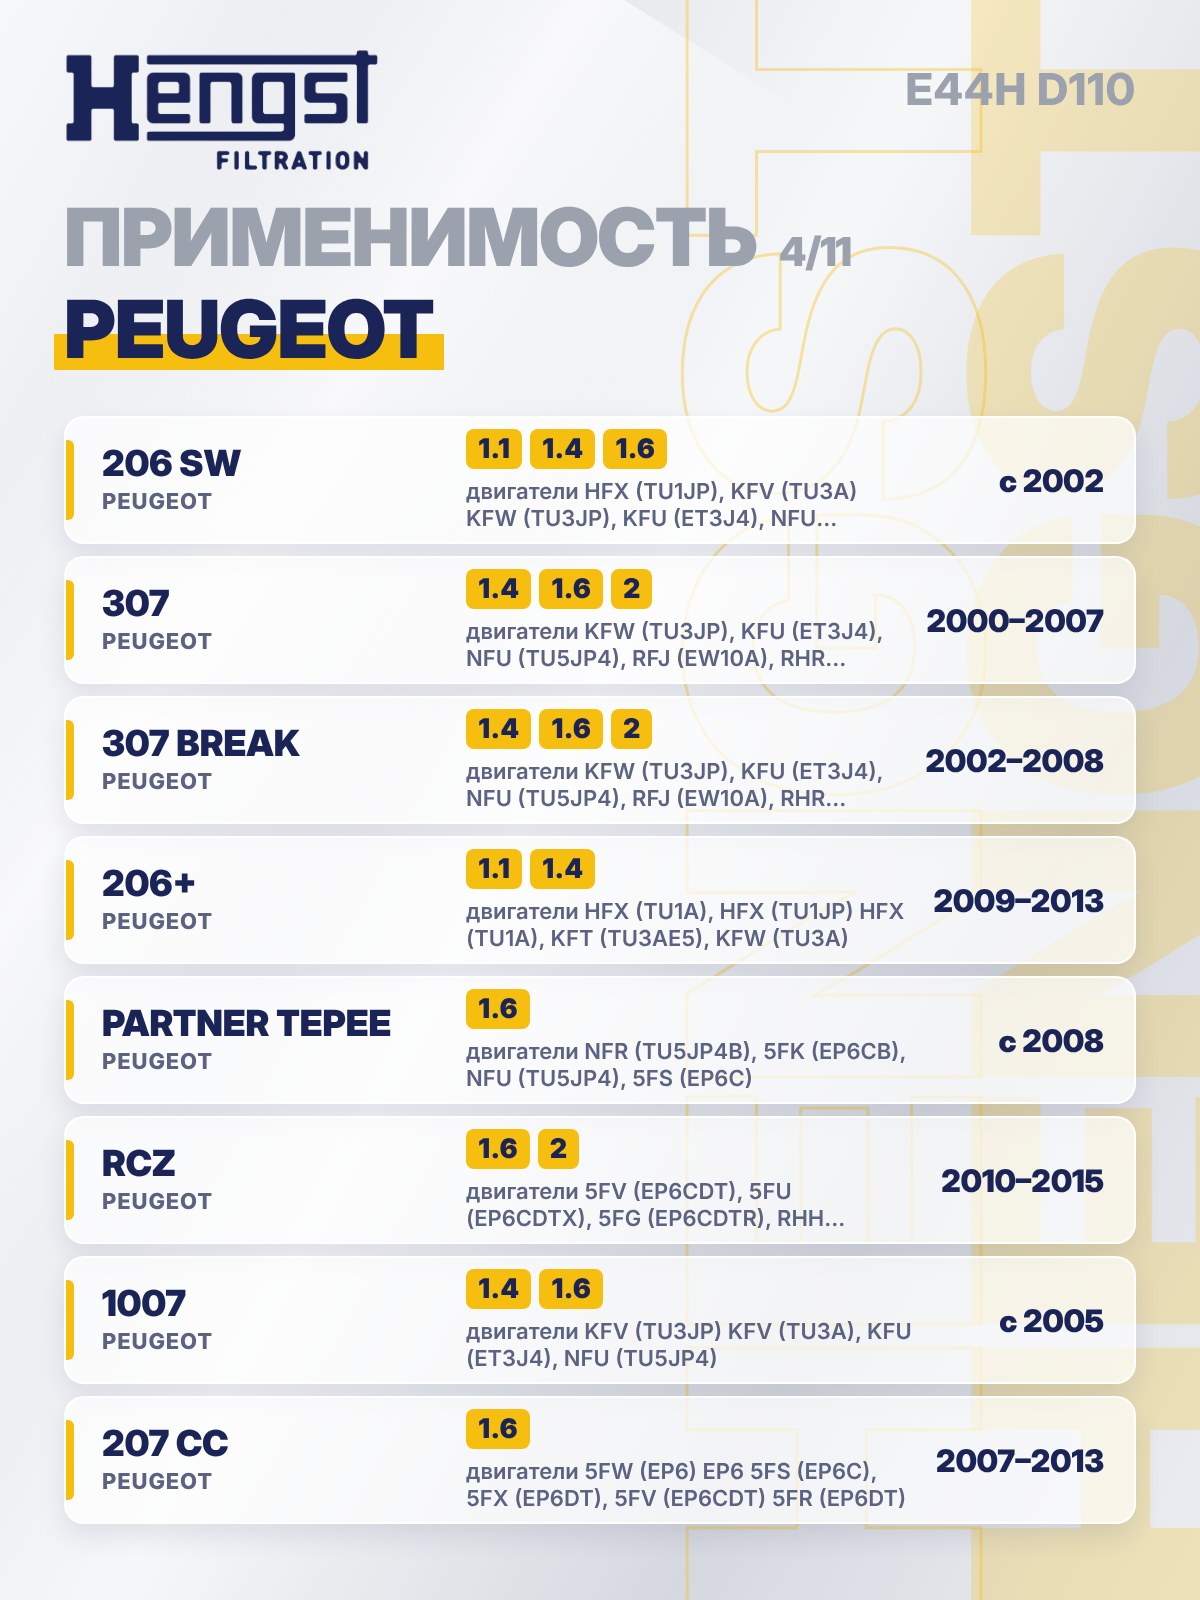 Hengst
FILTRATION
E44H D110
ПРИМЕНИМОСТЬ 4/11
PEUGEOT
206 SW
PEUGEOT
1.1 1.4 1.6
двигатели HFX (TU1JP), KFV (TU3A)
KFW (TU3JP), KFU (ET3J4), NFU...
с 2002
307
PEUGEOT
1.4 1.6 2
двигатели KFW (TU3JP), KFU (ET3J4),
NFU (TU5JP4), RFJ (EW10A), RHR...
2000–2007
307 BREAK
PEUGEOT
1.4 1.6 2
двигатели KFW (TU3JP), KFU (ET3J4),
NFU (TU5JP4), RFJ (EW10A), RHR...
2002–2008
206+
PEUGEOT
1.1 1.4
двигатели HFX (TU1A), HFX (TU1JP) HFX
(TU1A), KFT (TU3AE5), KFW (TU3A)
2009–2013
PARTNER TEPEE
PEUGEOT
1.6
двигатели NFR (TU5JP4B), 5FK (EP6CB),
NFU (TU5JP4), 5FS (EP6C)
с 2008
RCZ
PEUGEOT
1.6 2
двигатели 5FV (EP6CDT), 5FU
(EP6CDTX), 5FG (EP6CDTR), RHH...
2010–2015
1007
PEUGEOT
1.4 1.6
двигатели KFV (TU3JP) KFV (TU3A), KFU
(ET3J4), NFU (TU5JP4)
с 2005
207 CC
PEUGEOT
1.6
двигатели 5FW (EP6) EP6 5FS (EP6C),
5FX (EP6DT), 5FV (EP6CDT) 5FR (EP6DT)
2007–2013
HENGST